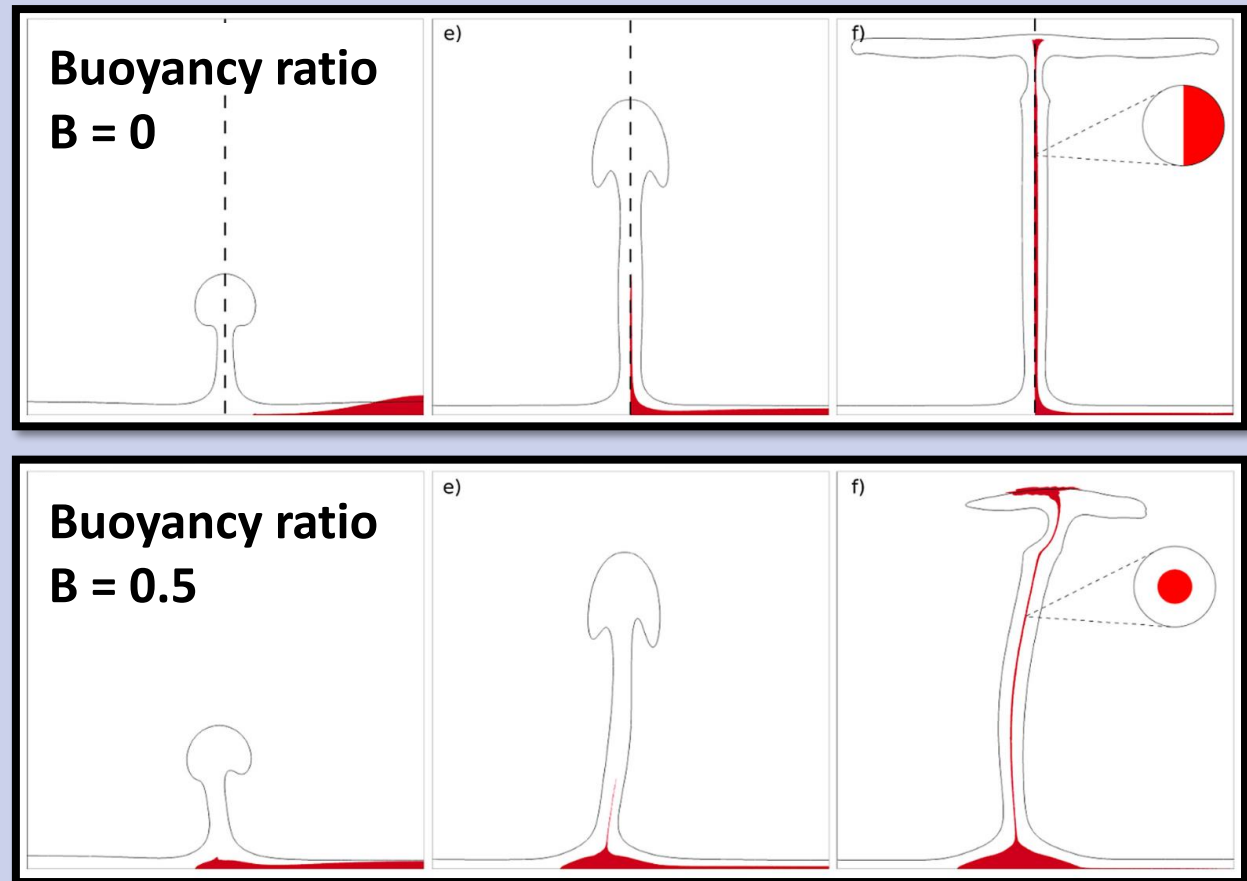 Buoyancy ratio
B = 0
e)
f)
Buoyancy ratio
B = 0.5
e)
f)